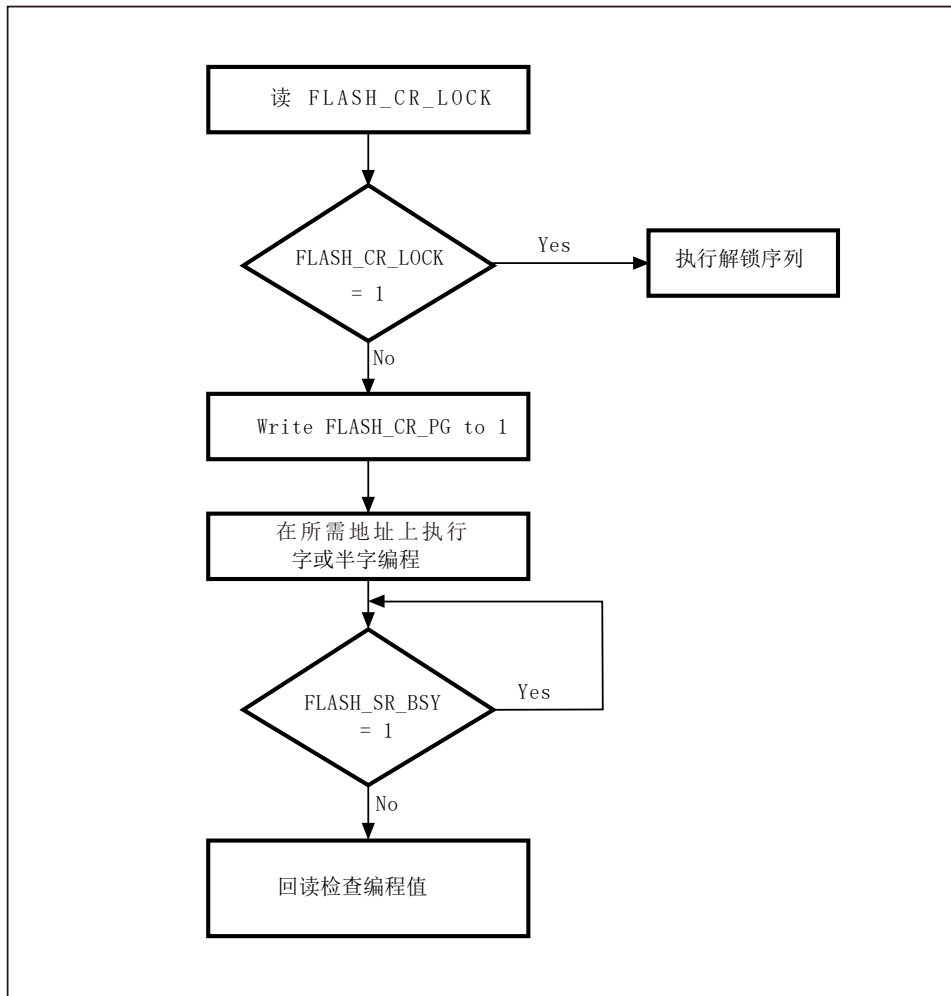 读 FLASH_CR_LOCK
FLASH_CR_LOCK
= 1
Yes
执行解锁序列
No
Write FLASH_CR_PG to 1
在所需地址上执行
字或半字编程
FLASH_SR_BSY
= 1
Yes
No
回读检查编程值